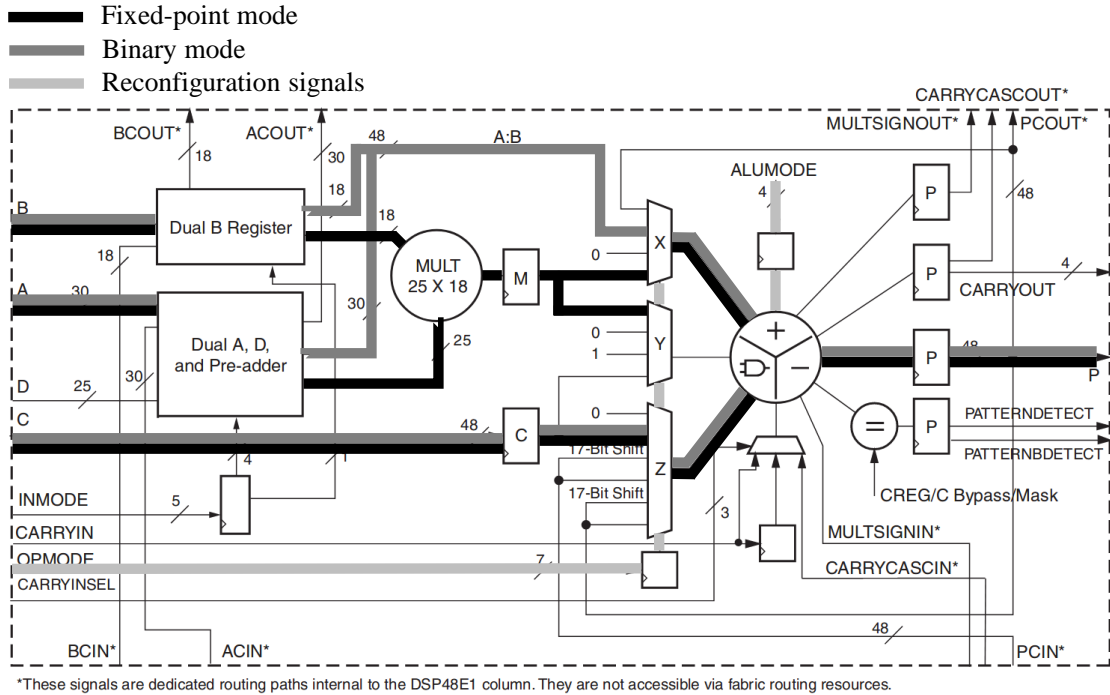 Fixed-point mode
Binary mode
Reconfiguration signals
CARRYCASCOUT*
BCOUT* ACOUT* MULTSIGNOUT* PCOUT*
48 A:B
18 30
ALUMODE
4
48
B
18
Dual B Register
18
P
18
X
0
MULT
25 X 18
M
P
4
CARRYOUT
A 30
30
Dual A, D,
and Pre-adder
25
0
1
Y
+
−
48
P
P
30
D 25
C
48
C
0
17-Bit Shift
Z
17-Bit Shift
=
P
PATTERNDETECT
PATTERNBDETECT
4 1
INMODE 5
3
CREG/C Bypass/Mask
CARRYIN
MULTSIGNIN*
OPMODE 7
CARRYCASCIN*
CARRYINSEL
48
BCIN* ACIN* PCIN*
*These signals are dedicated routing paths internal to the DSP48E1 column. They are not accessible via fabric routing resources.